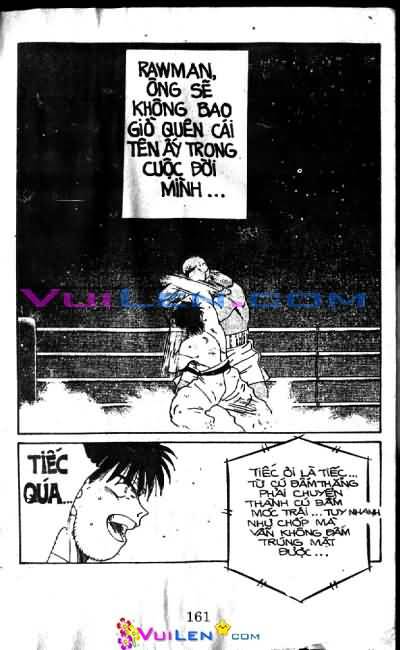 RAWMAN,
ÔNG SẼ
KHÔNG BAO
GIỜ QUÊN CÁI
TÊN ẤY TRONG
CUỘC ĐỜI
MÌNH...
VUILEN.COM
TIẾC
QÚA...
TIẾC ƠI LÀ TIẾC...
TỪ CÚ ĐẤM THẲNG
PHẢI CHUYỂN
THÀNH CÚ ĐẤM
MÓC TRÁI... TUY NHANH
NHƯ CHỚP MÀ
VẪN KHÔNG ĐẤM
TRÚNG MẶT
ĐƯỢC...
161
VUILEN.COM